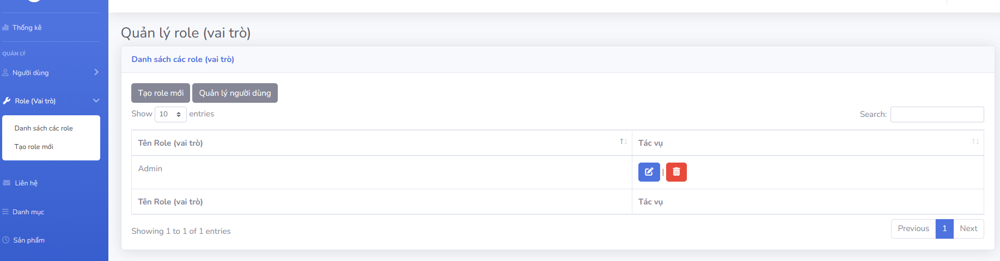 Thống kê
QUẢN LÝ
Người dùng
Role (Vai trò)
Danh sách các role
Tạo role mới
Liên hệ
Danh mục
Sản phẩm
Quản lý role (vai trò)
Danh sách các role (vai trò)
Tạo role mới Quản lý người dùng
Show 10 entries Search:
Tên Role (vai trò) Tác vụ
Admin |
Tên Role (vai trò) Tác vụ
Showing 1 to 1 of 1 entries Previous 1 Next